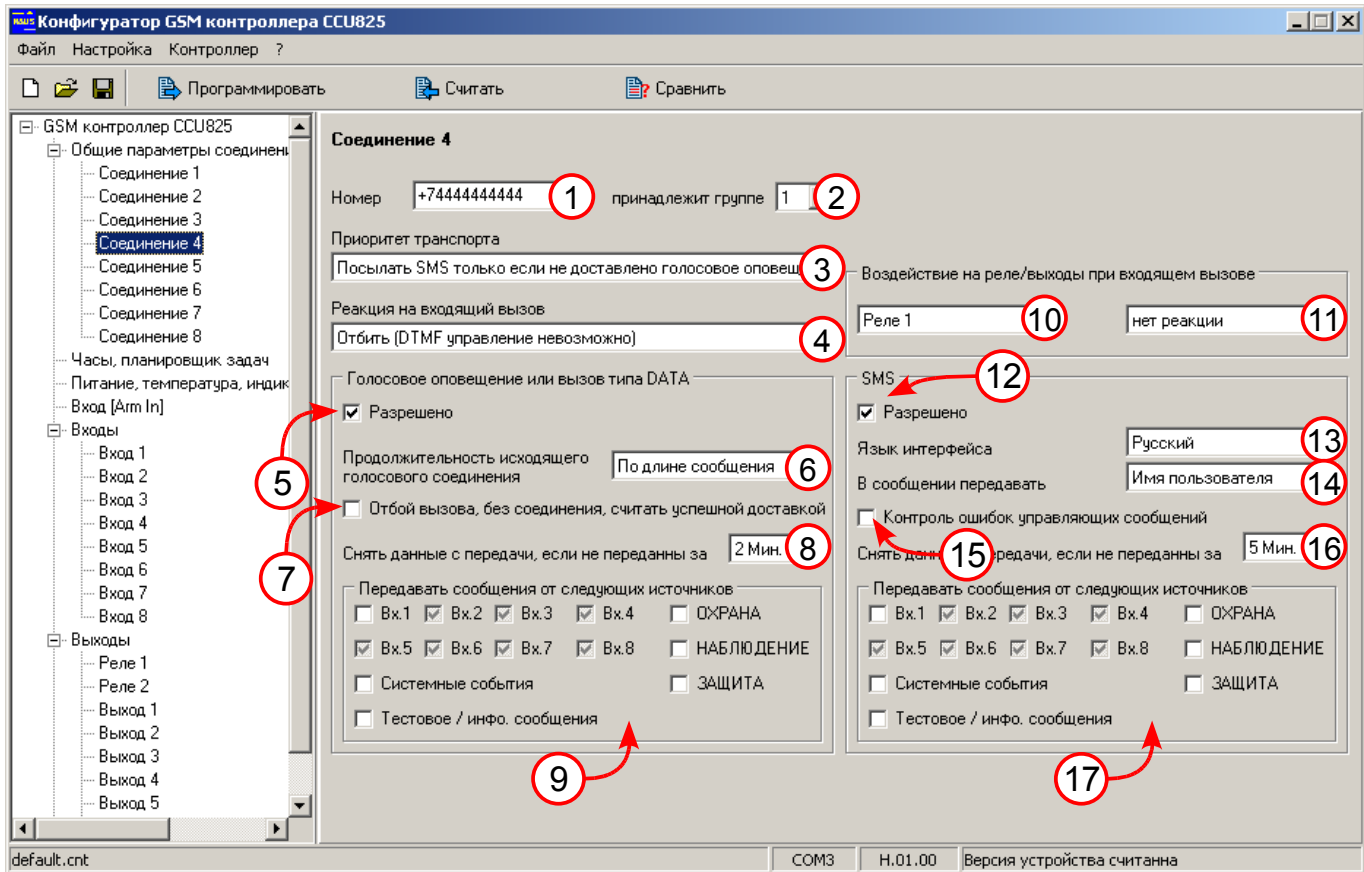 Конфигуратор GSM контроллера CCU825
Файл Настройка Контроллер ?
Программировать Считать Сравнить
GSM контроллер CCU825
Общие параметры
Соединение 1
Соединение 2
Соединение 3
Соединение 4
Соединение 5
Соединение 6
Соединение 7
Соединение 8
Часы, планировщик задач
Питание, температура, индик
Вход [Arm In]
Входы
Вход 1
Вход 2
Вход 3
Вход 4
Вход 5
Вход 6
Вход 7
Вход 8
Выходы
Реле 1
Реле 2
Выход 1
Выход 2
Выход 3
Выход 4
Выход 5
Соединение 4
Номер +74444444444 1 принадлежит группе 1 2
Приоритет транспорта
Посылать SMS только если не доставлено голосовое 3
Реакция на входящий вызов
Отбить (DTMF управление невозможно) 4
Воздействие на реле/выходы при входящем вызове
Реле 1 10 нет реакции 11
Голосовое оповещение или вызов типа DATA
5 Разрешено
Продолжительность исходящего
голосового соединения По длине сообщения 6
7 Отбой вызова, без соединения, считать успешной доставкой
Снять данные с передачи, если не переданны за 2 Мин. 8
Передавать сообщения от следующих источников
Вх.1 Вх.2 Вх.3 Вх.4 ОХРАНА
Вх.5 Вх.6 Вх.7 Вх.8 НАБЛЮДЕНИЕ
Системные события ЗАЩИТА
Тестовое / инфо. сообщения
9
SMS 12
Разрешено
Язык интерфейса Русский 13
В сообщении передавать Имя пользователя 14
Контроль ошибок управляющих сообщений
15
Снять передачи, если не переданны за 5 Мин. 16
Передавать сообщения от следующих источников
Вх.1 Вх.2 Вх.3 Вх.4 ОХРАНА
Вх.5 Вх.6 Вх.7 Вх.8 НАБЛЮДЕНИЕ
Системные события ЗАЩИТА
Тестовое / инфо. сообщения
17
default.cnt COM3 H.01.00 Версия устройства считанна